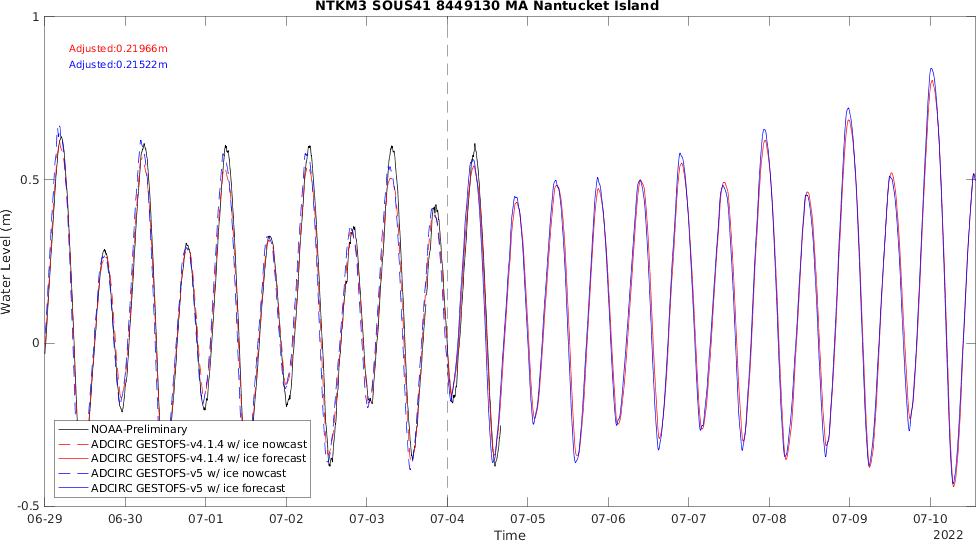 NTKM3 SOUS41 8449130 MA Nantucket Island
1
Adjusted:0.21966m
Adjusted:0.21522m
0.5
Water Level (m)
0
NOAA-Preliminary
ADCIRC GESTOFS-v4.1.4 w/ ice nowcast
ADCIRC GESTOFS-v4.1.4 w/ ice forecast
ADCIRC GESTOFS-v5 w/ ice nowcast
ADCIRC GESTOFS-v5 w/ ice forecast
-0.5
06-29 06-30 07-01 07-02 07-03 07-04 07-05 07-06 07-07 07-08 07-09 07-10
Time 2022